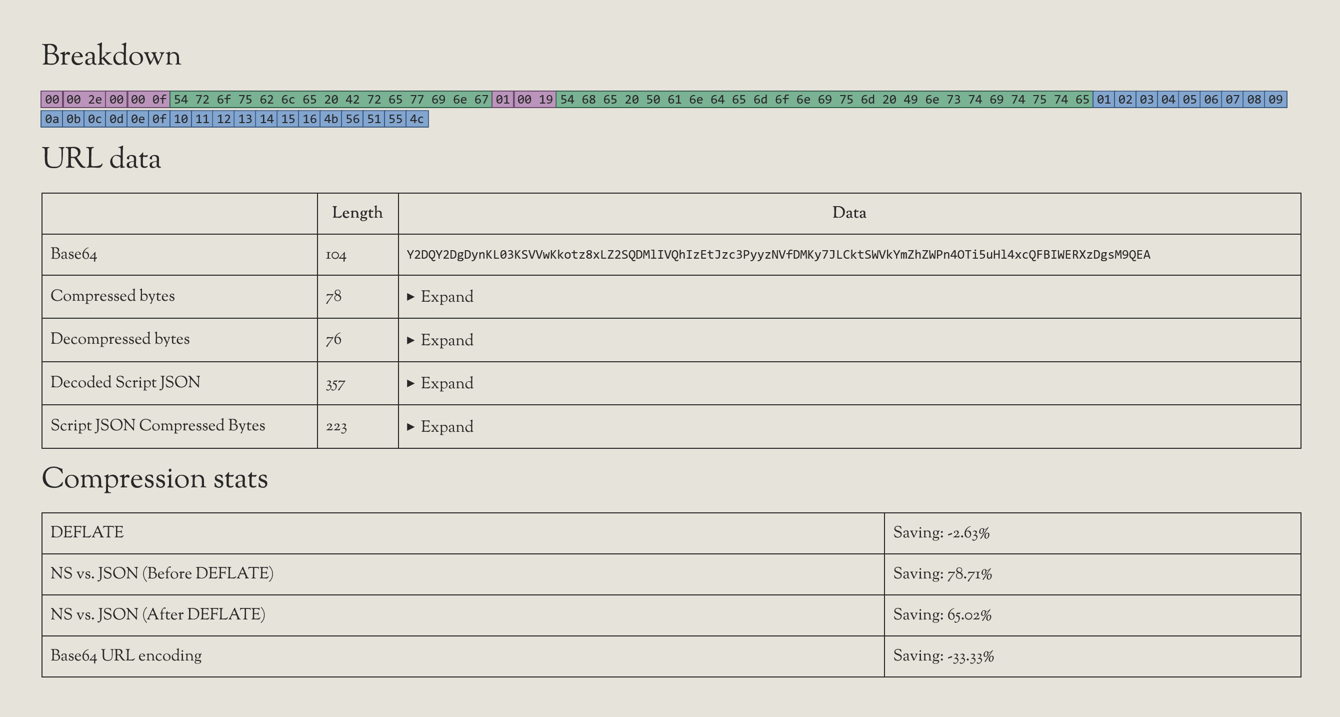 Breakdown
00 00 2e 00 00 0f 54 72 6f 75 62 6c 65 20 42 72 65 77 69 6e 67 01 00 19 54 68 65 20 50 61 6e 64 65 6d 6f 6e 69 75 6d 20 49 6e 73 74 69 74 75 74 65 01 02 03 04 05 06 07 08 09
0a 0b 0c 0d 0e 0f 10 11 12 13 14 15 16 4b 56 51 55 4c
URL data
Length Data
Base64 104 Y2DQY2DgDynKL03KSVVwKkotz8xLZ2SQDMlIVQhIzEtJzc3PyyzNVfDMKy7JLCktSWVkYmZhZWPn4OTi5uHl4xcQFBIWERXzDgsM9QEA
Compressed bytes 78 ▸ Expand
Decompressed bytes 76 ▸ Expand
Decoded Script JSON 357 ▸ Expand
Script JSON Compressed Bytes 223 ▸ Expand
Compression stats
DEFLATE Saving: -2.63%
NS vs. JSON (Before DEFLATE) Saving: 78.71%
NS vs. JSON (After DEFLATE) Saving: 65.02%
Base64 URL encoding Saving: -33.33%